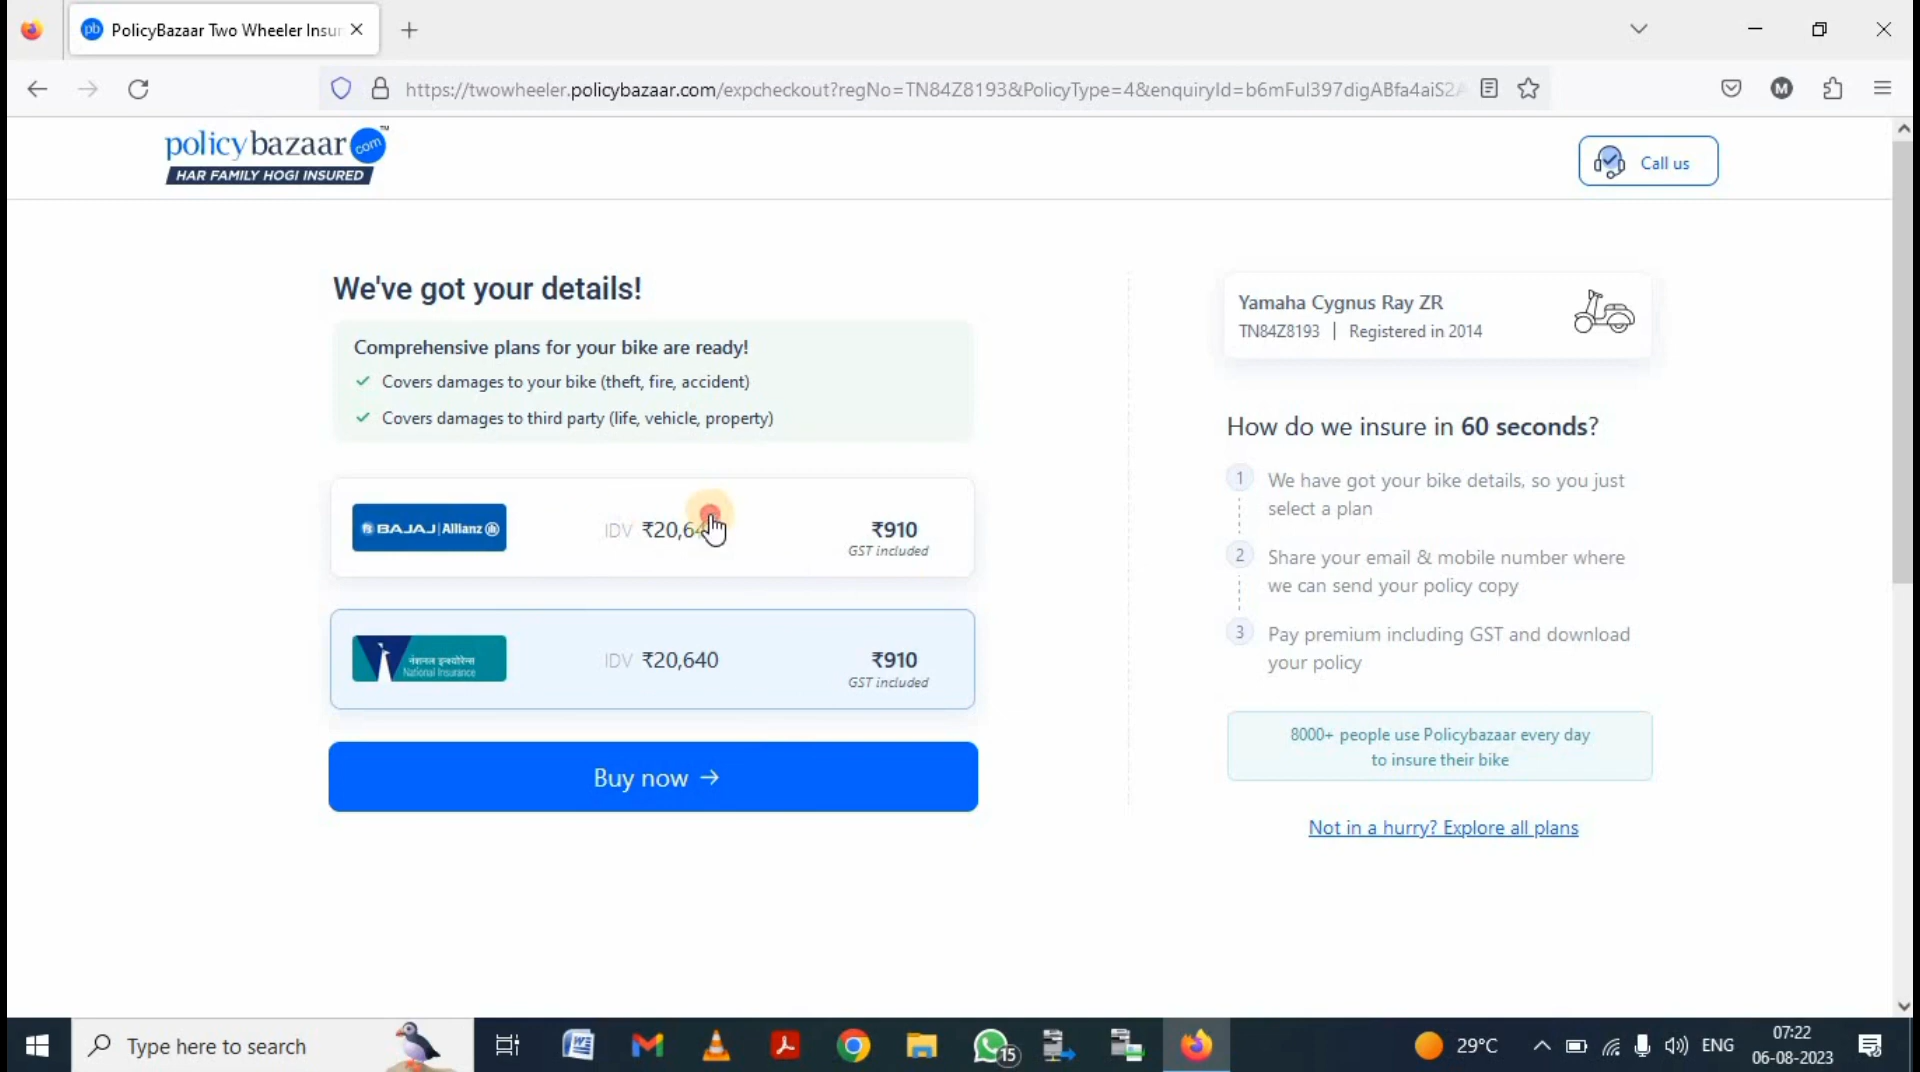 PolicyBazaar Two Wheeler Insur
https://twowheeler.policybazaar.com/expcheckout?regNo=TN84Z8193&PolicyType=4&enquiryId=b6mFul397digABfa4aiS2A
M
policybazaar com
HAR FAMILY HOGI INSURED
Call us
We've got your details!
Comprehensive plans for your bike are ready!
Covers damages to your bike (theft, fire, accident)
Covers damages to third party (life, vehicle, property)
BAJAJ | Allianz
IDV ₹20,64
₹910
GST included
नेशनल इन्श्योरेन्स
National Insurance
IDV ₹20,640
₹910
GST included
Buy now →
Yamaha Cygnus Ray ZR
TN84Z8193 | Registered in 2014
How do we insure in 60 seconds?
1 We have got your bike details, so you just
select a plan
2 Share your email & mobile number where
we can send your policy copy
3 Pay premium including GST and download
your policy
8000+ people use Policybazaar every day
to insure their bike
Not in a hurry? Explore all plans
Type here to search
15
29°C
ENG
07:22
06-08-2023